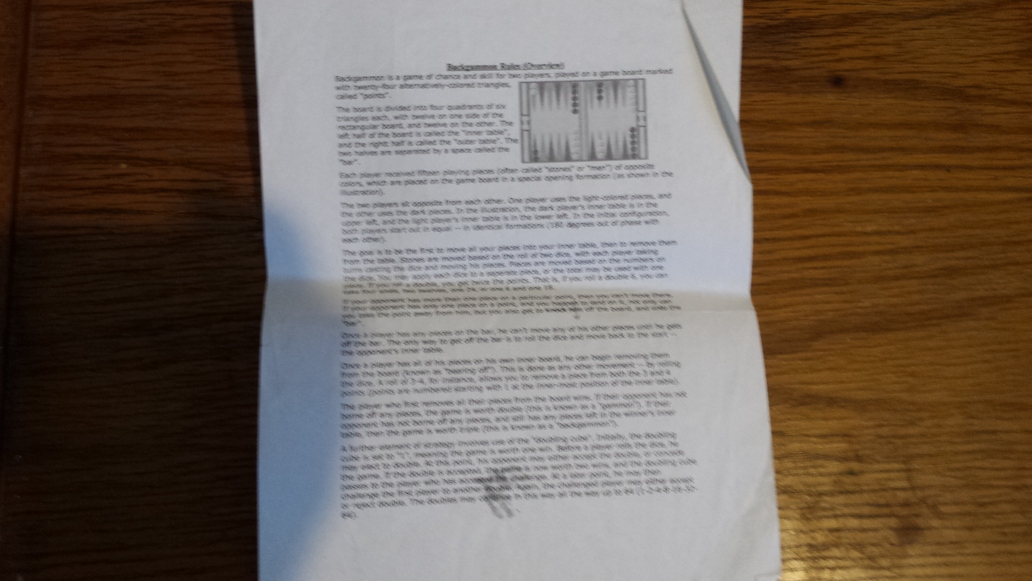 Backgammon Rules (Overview)
Backgammon is a game of chance and skill for two players, played on a game board marked
with twenty-four alternatively-colored triangles,
called "points".
The board is divided into four quadrants of six
triangles each, with twelve on one side of the
rectangular board, and twelve on the other. The
left half of the board is called the "inner table",
and the right half is called the "outer table". The
two halves are separated by a space called the
"bar".
Each player received fifteen playing pieces (often called "stones" or "men") of opposite
colors, which are placed on the game board in a special opening formation (as shown in the
illustration).
The two players sit opposite from each other. One player uses the light-colored pieces, and
the other uses the dark pieces. In the illustration, the dark player's inner table is in the
upper left, and the light player's inner table is in the lower left. In the initial configuration,
both players start out in equal -- in identical formations (180 degrees out of phase with
each other).
The goal is to be the first to move all your pieces into your inner table, then to remove them
from the table. Stones are moved based on the roll of two dice, with each player taking
turns casting the dice and moving his pieces. Pieces are moved based on the numbers on
the dice. You may apply each dice to a separate piece, or the total may be used with one
piece. If you roll a double, you get twice the points. That is, if you roll a double 6, you can
take four sixes, two twelves, one and one 18.
If your opponent has more than one piece on a particular point, then you can't move there.
If your opponent has only one piece on a point, and you happen to land on it, not only can
you take the point away from him, but you also get to knock him off the board, and onto the
"bar".
Once a player has any pieces on the bar, he can't move any of his other pieces until he gets
off the bar. The only way to get off the bar is to roll the dice and move back to the start --
the opponent's inner table.
Once a player has all of his pieces on his own inner board, he can begin removing them
from the board (known as "bearing off"). This is done as any other movement -- by rolling
the dice. A roll of 3-4, for instance, allows you to remove a piece from both the 3 and 4
points (points are numbered starting with 1 at the inner-most position of the inner table).
The player who first removes all their pieces from the board wins. If their opponent has not
borne off any pieces, the game is worth double (this is known as a "gammon"). If their
opponent has not borne off any pieces, and still has any pieces left in the winner's inner
table, then the game is worth triple (this is known as a "backgammon").
A further element of strategy involves use of the "doubling cube". Initially, the doubling
cube is set to "1", meaning the game is worth one win. Before a player rolls the dice, he
may elect to double. At this point, his opponent may either accept the double, or concede
the game. If the double is accepted, the game is now worth two wins, and the doubling cube
passes to the player who has accepted challenge. At a later point, he may then
challenge the first player to another double. Again, the challenged player may either accept
or reject double. The doubles may continue in this way all the way up to 64 (1-2-4-8-16-32-
64).